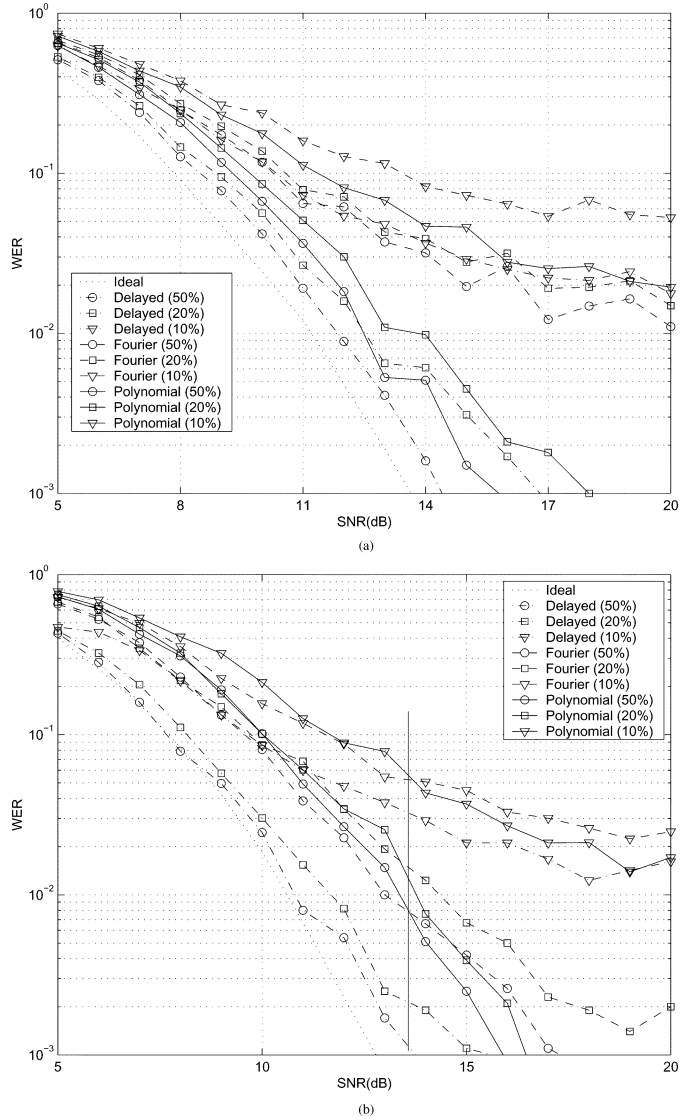 10^0
10^-1
WER
10^-2
10^-3
Ideal
Delayed (50%)
Delayed (20%)
Delayed (10%)
Fourier (50%)
Fourier (20%)
Fourier (10%)
Polynomial (50%)
Polynomial (20%)
Polynomial (10%)
5 8 11 14 17 20
SNR(dB)
(a)
10^0
10^-1
WER
10^-2
10^-3
Ideal
Delayed (50%)
Delayed (20%)
Delayed (10%)
Fourier (50%)
Fourier (20%)
Fourier (10%)
Polynomial (50%)
Polynomial (20%)
Polynomial (10%)
5 10 15 20
SNR(dB)
(b)